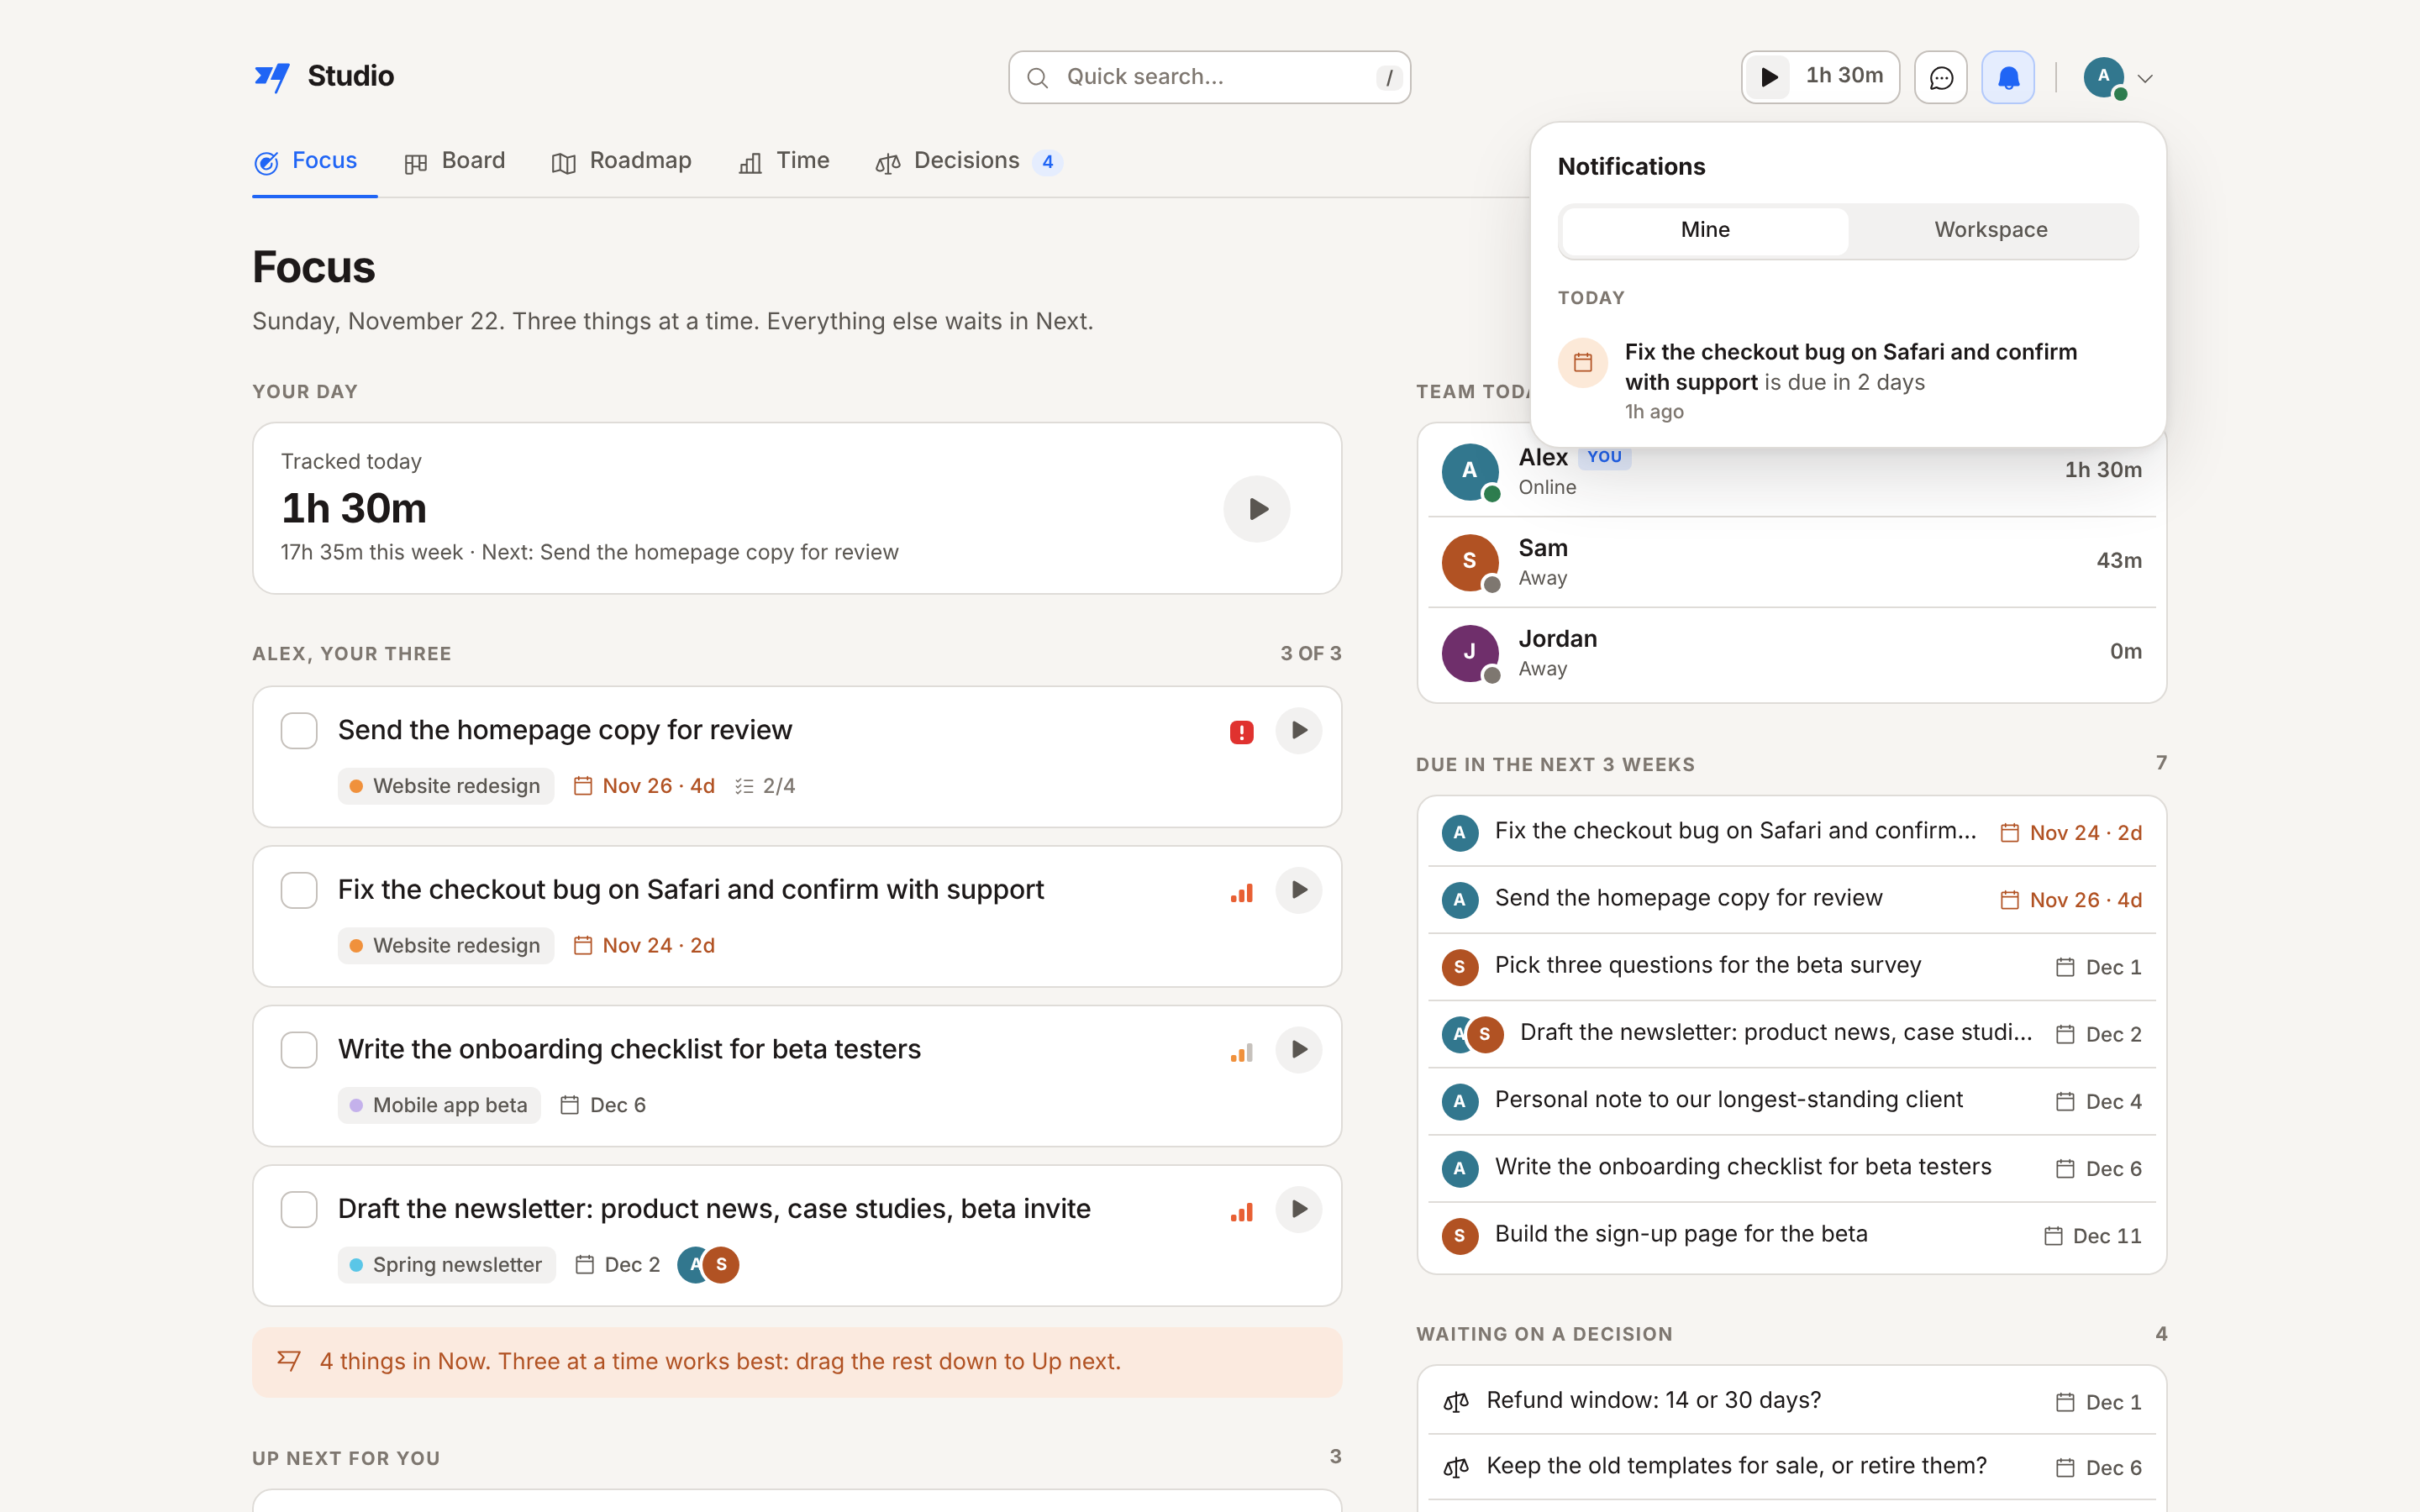 Studio
Quick search...
/
1h 30m
A
Focus
Board
Roadmap
Time
Decisions 4
Notifications
Mine
Workspace
TODAY
Fix the checkout bug on Safari and confirm
with support is due in 2 days
1h ago
Focus
Sunday, November 22. Three things at a time. Everything else waits in Next.
YOUR DAY
Tracked today
1h 30m
17h 35m this week · Next: Send the homepage copy for review
ALEX, YOUR THREE
3 OF 3
Send the homepage copy for review
Website redesign
Nov 26 · 4d
2/4
Fix the checkout bug on Safari and confirm with support
Website redesign
Nov 24 · 2d
Write the onboarding checklist for beta testers
Mobile app beta
Dec 6
Draft the newsletter: product news, case studies, beta invite
Spring newsletter
Dec 2
A
S
4 things in Now. Three at a time works best: drag the rest down to Up next.
UP NEXT FOR YOU
3
TEAM TODA
A
Alex YOU
Online
1h 30m
S
Sam
Away
43m
J
Jordan
Away
0m
DUE IN THE NEXT 3 WEEKS
7
A Fix the checkout bug on Safari and confirm... Nov 24 · 2d
A Send the homepage copy for review Nov 26 · 4d
S Pick three questions for the beta survey Dec 1
A S Draft the newsletter: product news, case studi... Dec 2
A Personal note to our longest-standing client Dec 4
A Write the onboarding checklist for beta testers Dec 6
S Build the sign-up page for the beta Dec 11
WAITING ON A DECISION
4
Refund window: 14 or 30 days? Dec 1
Keep the old templates for sale, or retire them? Dec 6